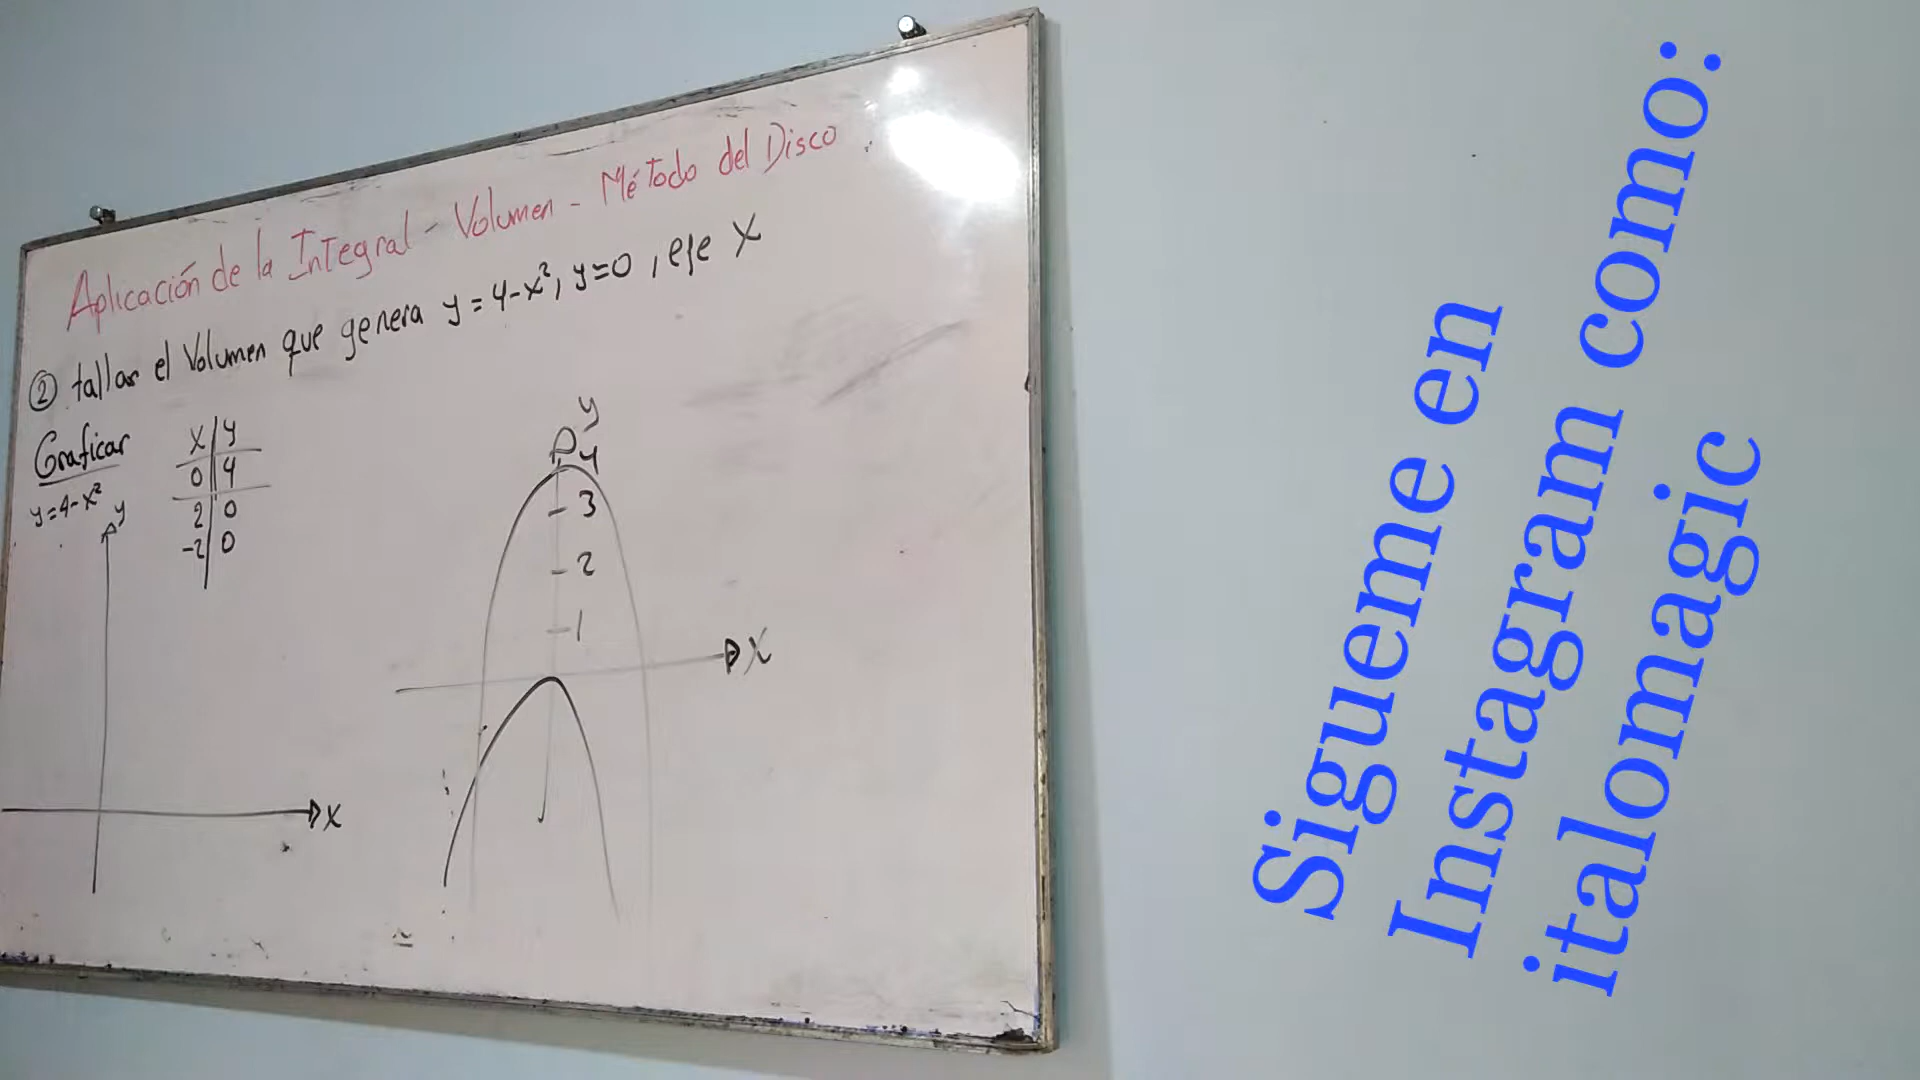 Aplicación de la Integral - Volumen - Método del Disco
② tallar el Volumen que genera y = 4-x², y=0, eje X
Graficar
y=4-x²
x y
0 4
2 0
-2 0
y
x
y
4
3
2
1
X
Sigueme en
Instagram como:
italomagic